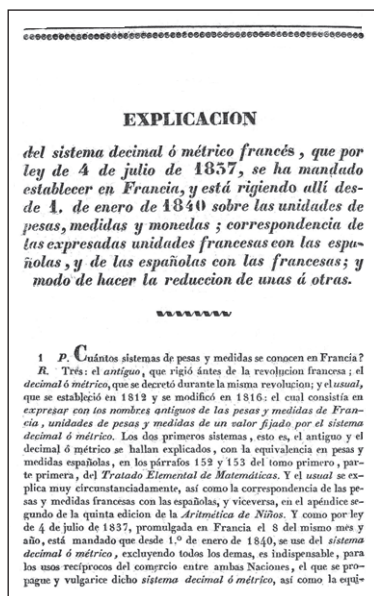 EXPLICACION
del sistema decimal ó métrico francés, que por
ley de 4 de julio de 1837, se ha mandado
establecer en Francia, y está rigiendo allí des-
de 1. de enero de 1840 sobre las unidades de
pesas, medidas y monedas; correspondencia de
las expresadas unidades francesas con las espa-
ñolas, y de las españolas con las francesas; y
modo de hacer la reduccion de unas á otras.
1 P. Cuántos sistemas de pesas y medidas se conocen en Francia?
R. Trés: el antiguo, que rigió ántes de la revolucion francesa; el
decimal ó métrico, que se decretó durante la misma revolucion; y el usual,
que se estableció en 1812 y se modificó en 1816: el cual consistía en
expresar con los nombres antiguos de las pesas y medidas de Fran-
cia, unidades de pesas y medidas de un valor fijado por el sistema
decimal ó métrico. Los dos primeros sistemas, esto es, el antiguo y el
decimal ó métrico se hallan explicados, con la equivalencia en pesas y
medidas españolas, en los párrafos 152 y 153 del tomo primero, par-
te primera, del Tratado Elemental de Matemáticas. Y el usual se ex-
plica muy circunstanciadamente, así como la correspondencia de las pe-
sas y medidas francesas con las españolas, y viceversa, en el apéndice se-
gundo de la quinta edicion de la Aritmética de Niños. Y como por ley
de 4 de julio de 1837, promulgada en Francia el 8 del mismo mes y
año, está mandado que desde 1.º de enero de 1840, se use del sistema
decimal ó métrico, excluyendo todos los demas, es indispensable, para
los usos recíprocos del comercio entre ambas Naciones, el que se pro-
pague y vulgarice dicho sistema decimal ó métrico, así como la equi-